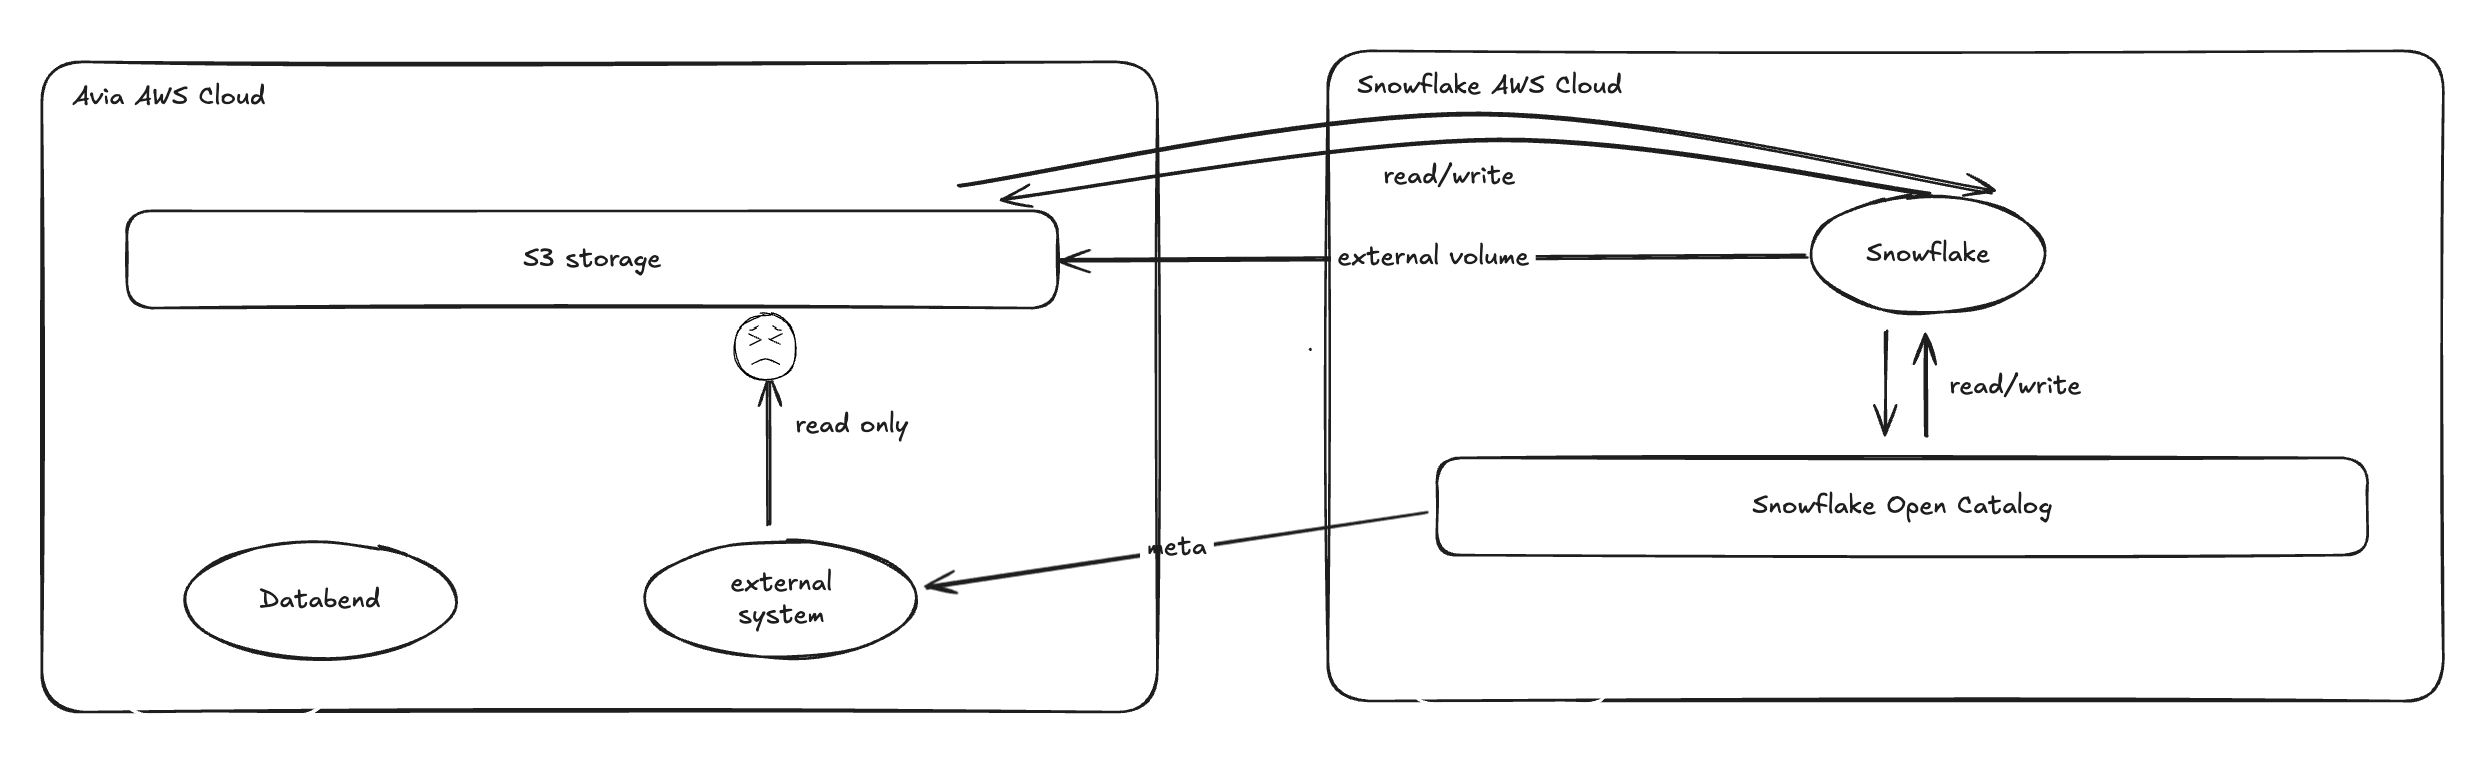 Avia AWS Cloud
Snowflake AWS Cloud
read/write
S3 storage
external volume
Snowflake
read only
read/write
Snowflake Open Catalog
meta
Databend
external
system